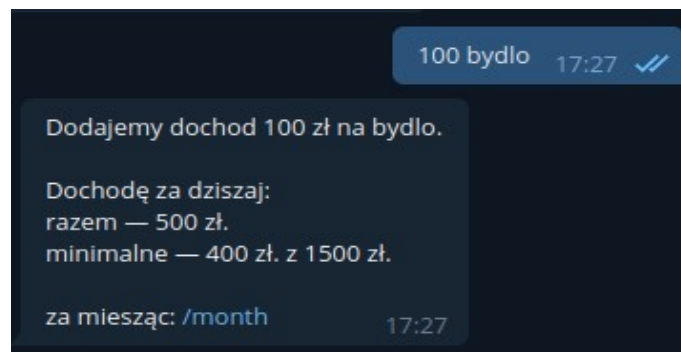 100 bydlo 17:27
Dodajemy dochod 100 zł na bydlo.
Dochodę za dziszaj:
razem — 500 zł.
minimalne — 400 zł. z 1500 zł.
za miesząc: /month 17:27